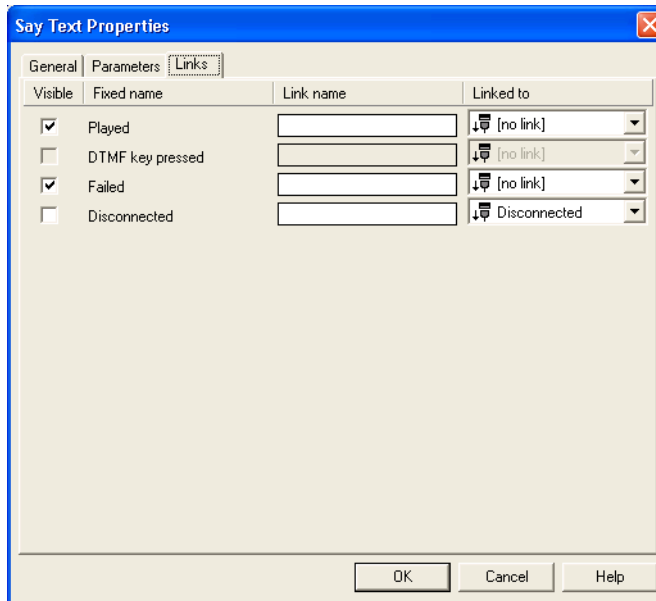 Say Text Properties
General Parameters Links
Visible Fixed name Link name Linked to
Played [no link]
DTMF key pressed [no link]
Failed [no link]
Disconnected Disconnected
OK Cancel Help